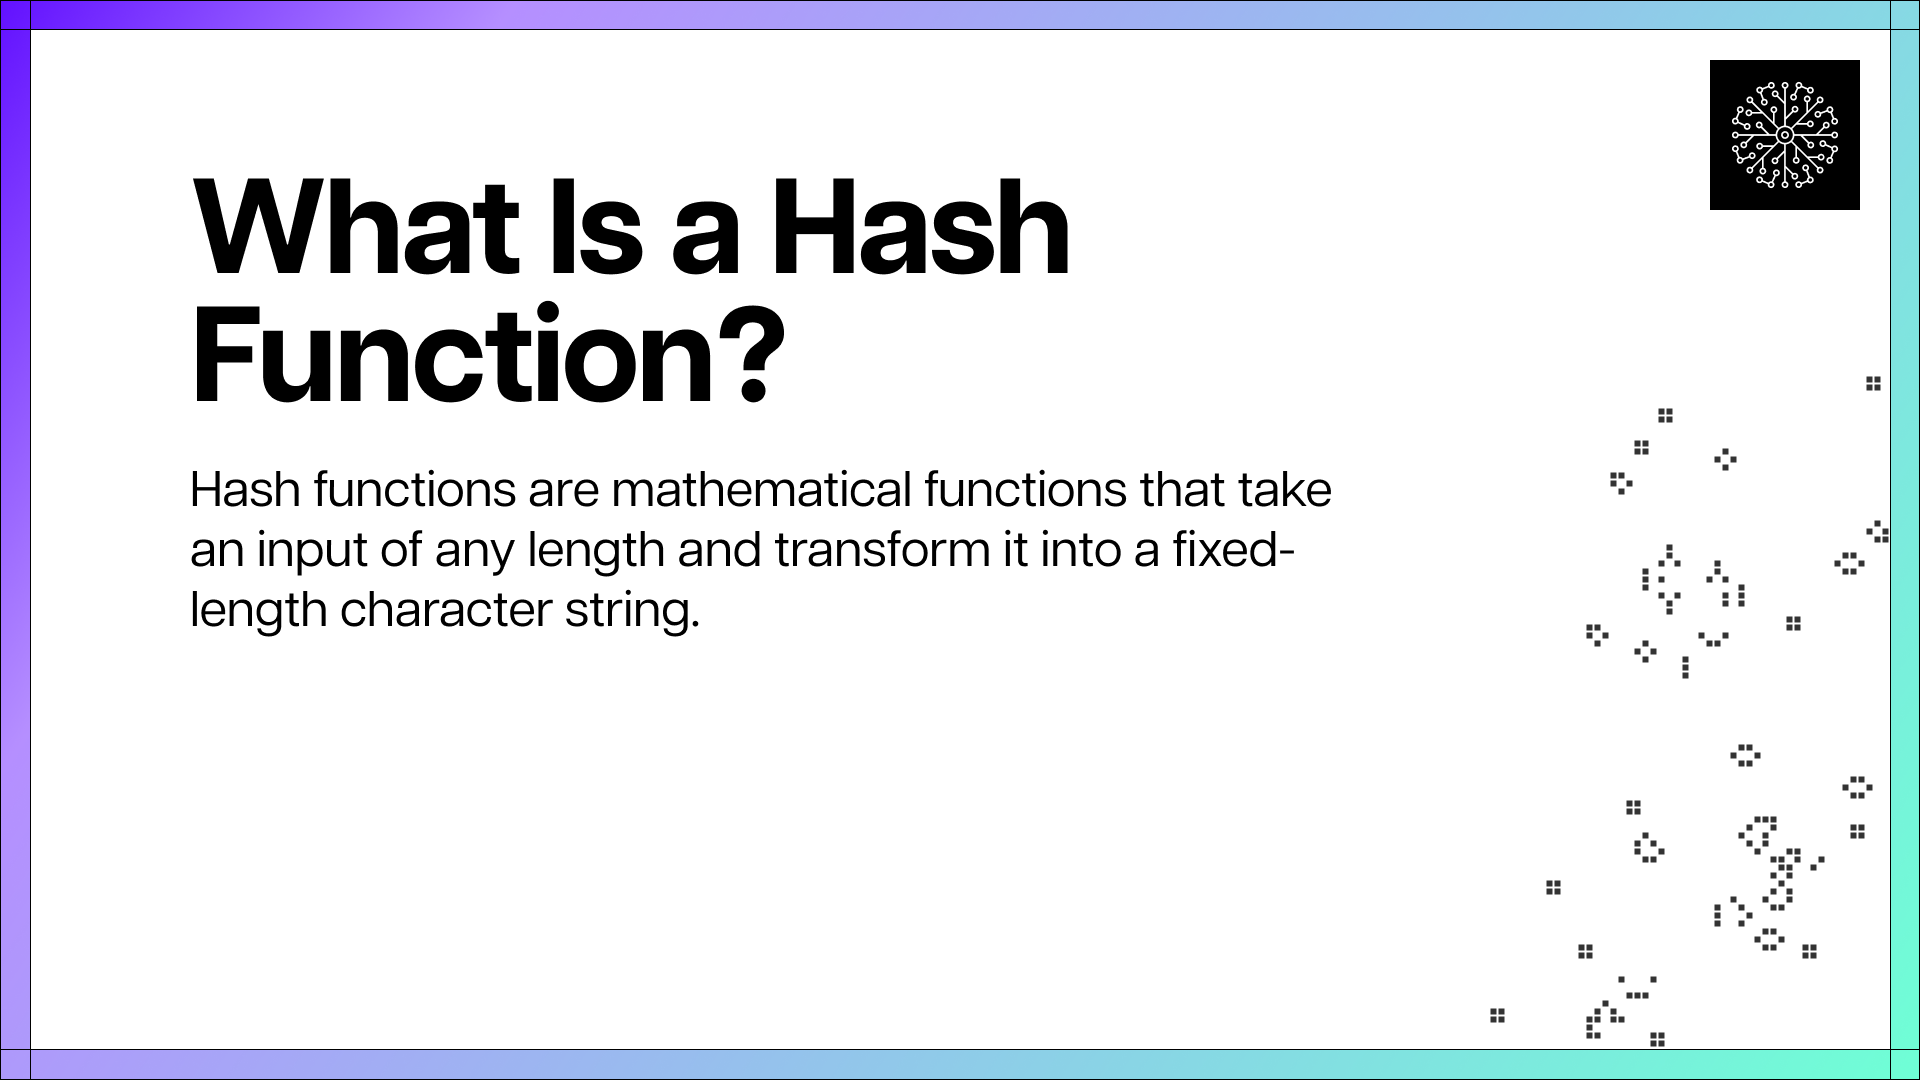 What Is a Hash
Function?
Hash functions are mathematical functions that take
an input of any length and transform it into a fixed-
length character string.